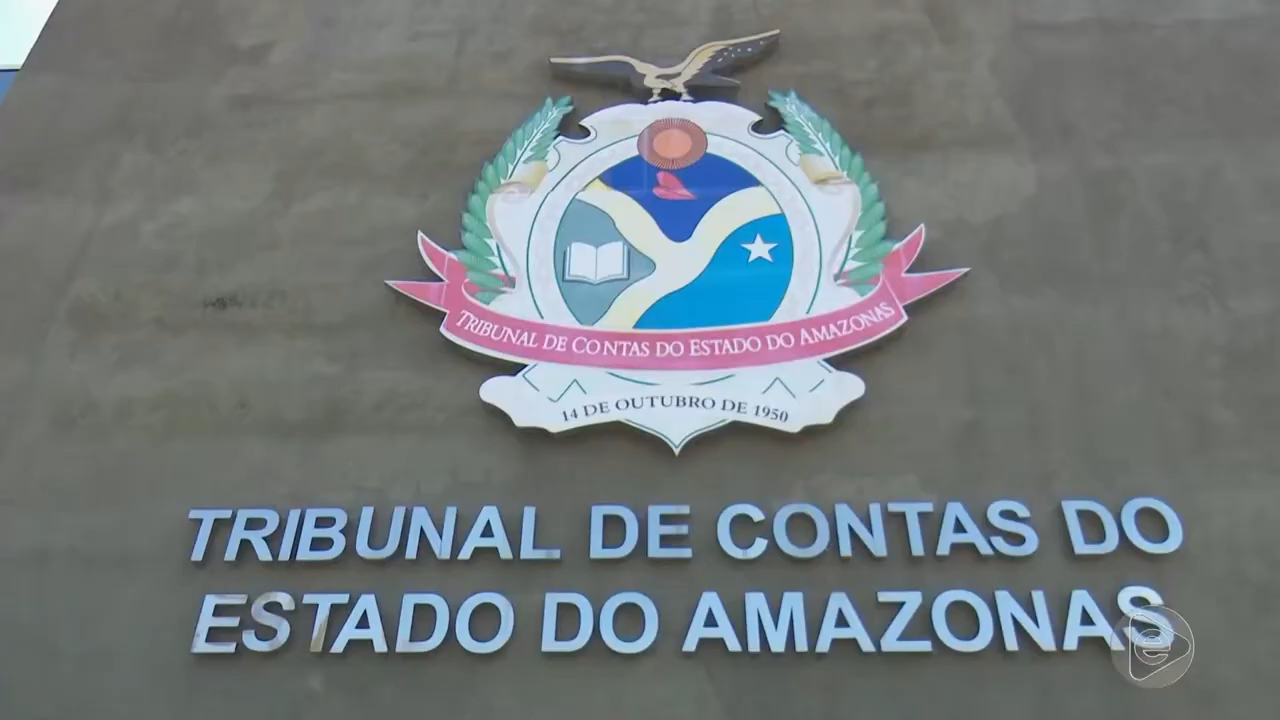 TRIBUNAL DE CONTAS DO ESTADO DO AMAZONAS
14 DE OUTUBRO DE 1950
TRIBUNAL DE CONTAS DO
ESTADO DO AMAZONAS
e